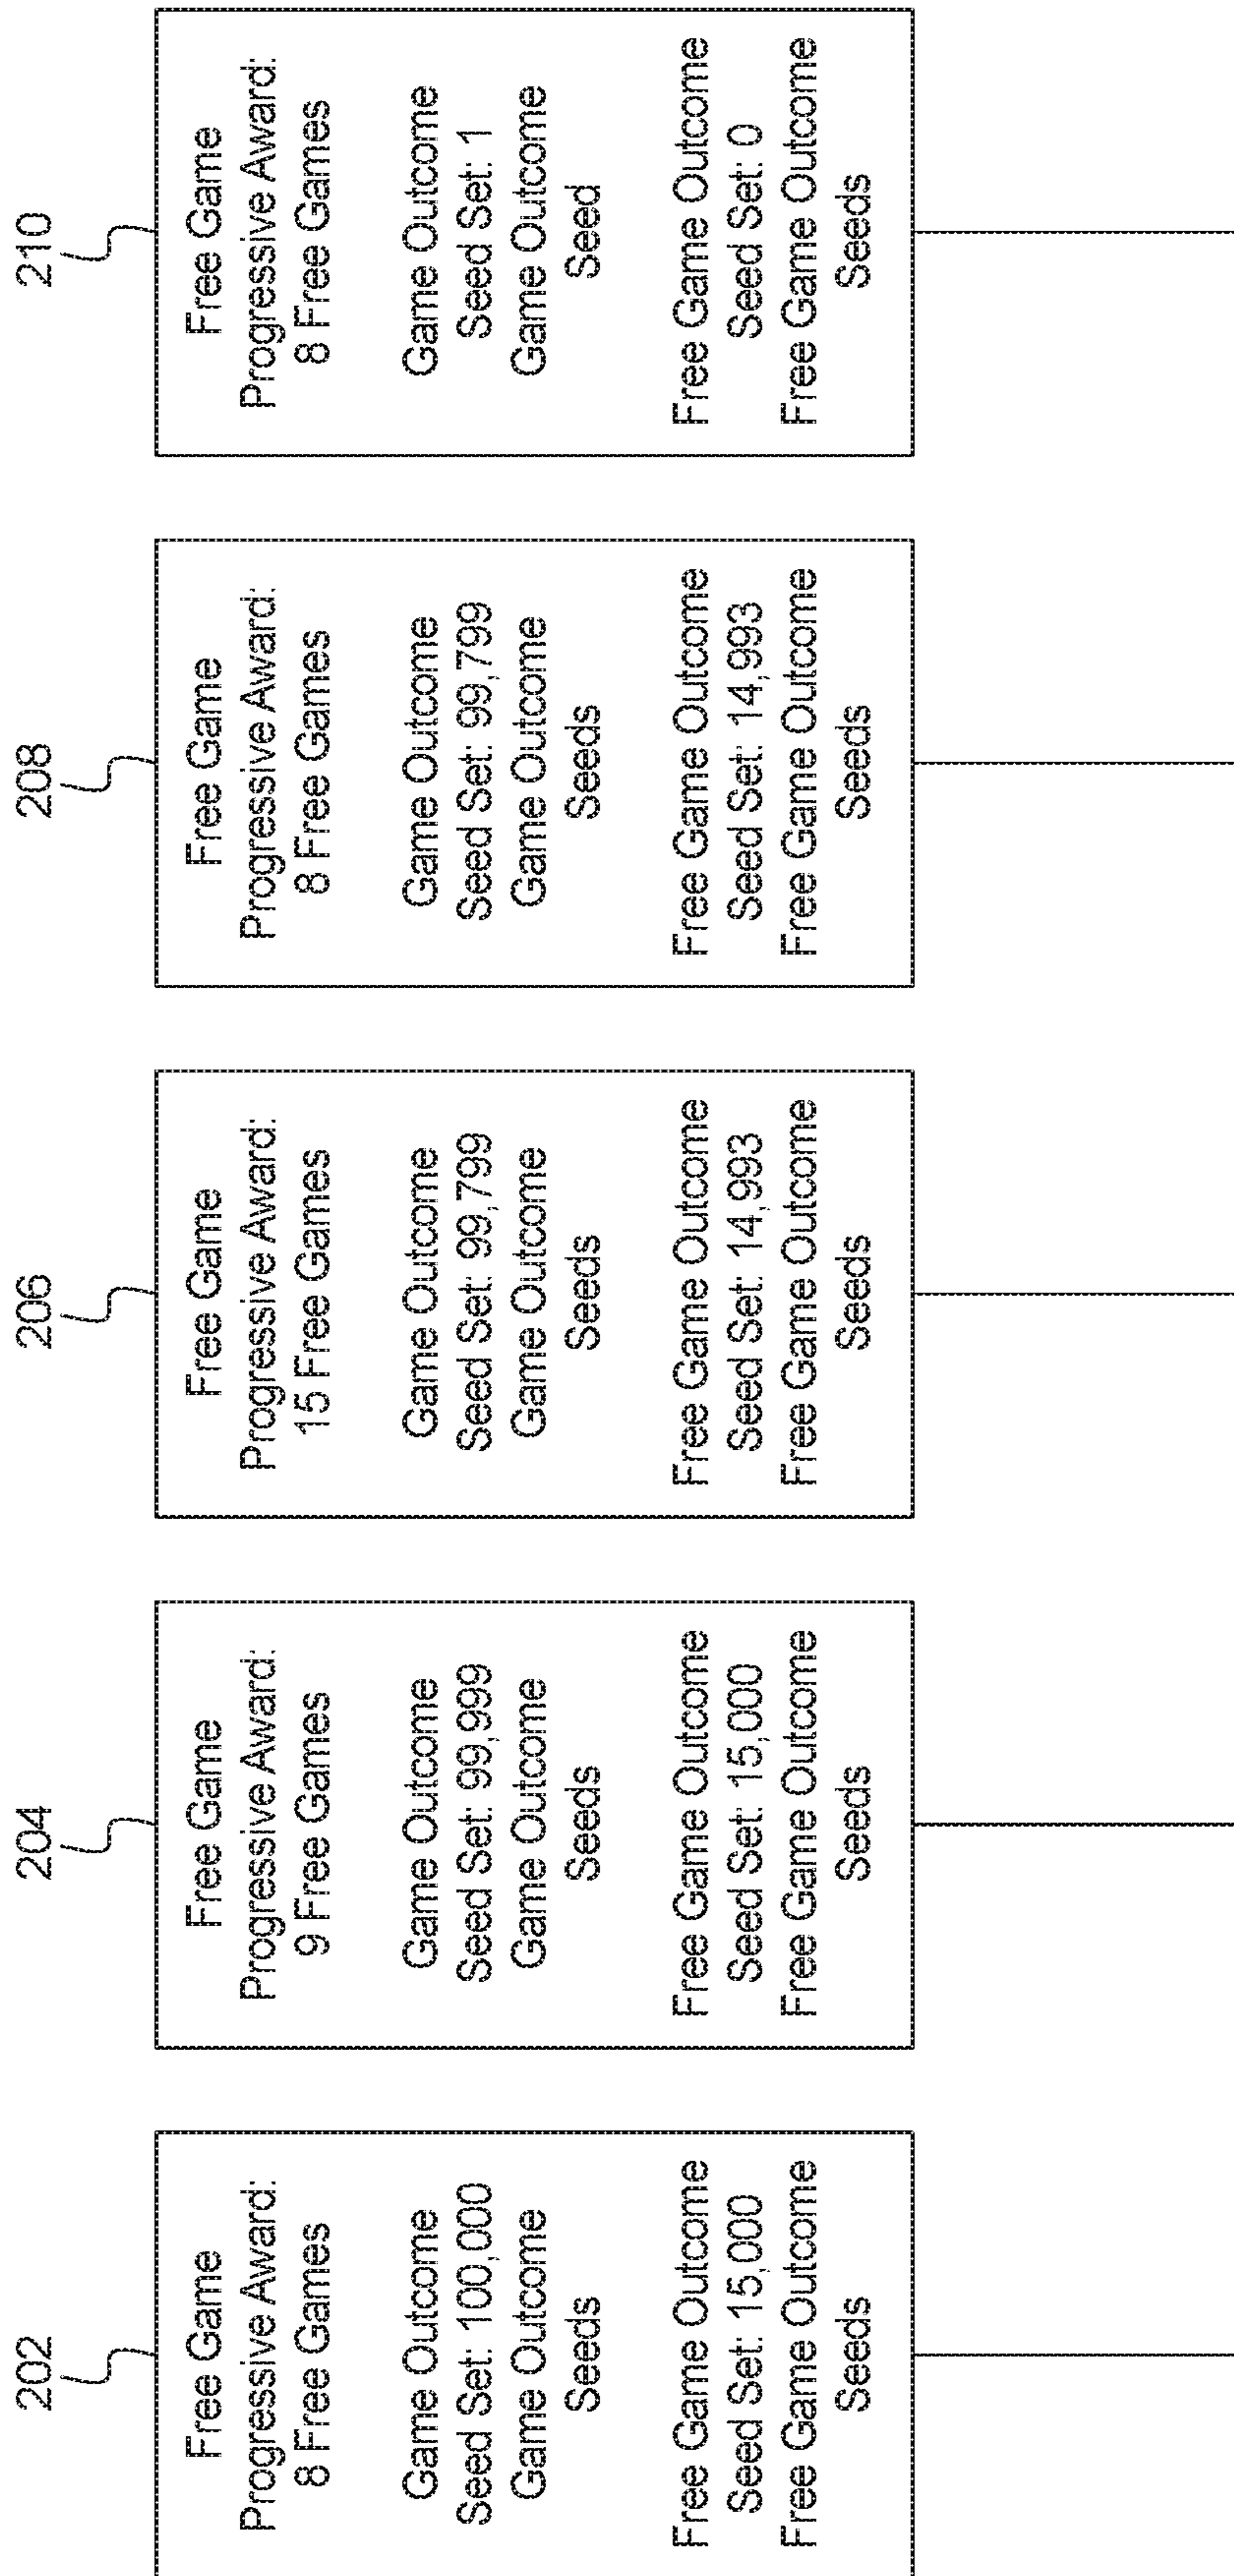 202
Free Game
Progressive Award:
8 Free Games
Game Outcome
Seed Set: 100,000
Game Outcome
Seeds
Free Game Outcome
Seed Set: 15,000
Free Game Outcome
Seeds
204
Free Game
Progressive Award:
9 Free Games
Game Outcome
Seed Set: 99,999
Game Outcome
Seeds
Free Game Outcome
Seed Set: 15,000
Free Game Outcome
Seeds
206
Free Game
Progressive Award:
15 Free Games
Game Outcome
Seed Set: 99,799
Game Outcome
Seeds
Free Game Outcome
Seed Set: 14,993
Free Game Outcome
Seeds
208
Free Game
Progressive Award:
8 Free Games
Game Outcome
Seed Set: 99,799
Game Outcome
Seeds
Free Game Outcome
Seed Set: 14,993
Free Game Outcome
Seeds
210
Free Game
Progressive Award:
8 Free Games
Game Outcome
Seed Set: 1
Game Outcome
Seed
Free Game Outcome
Seed Set: 0
Free Game Outcome
Seeds